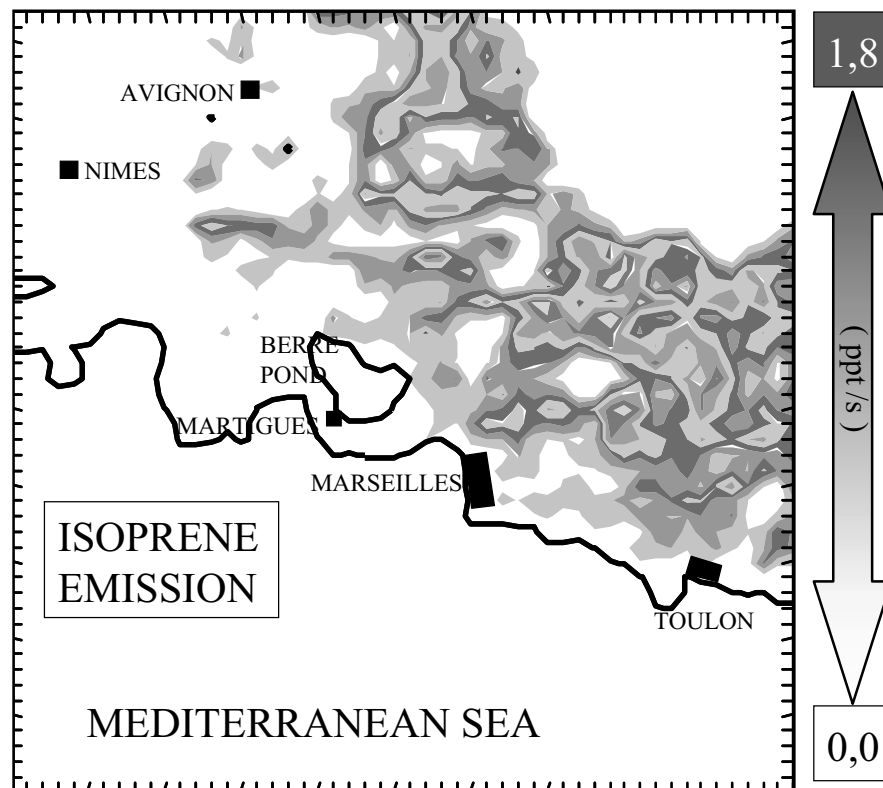 1,8
AVIGNON
NIMES
( ppt/s )
BERRE
POND
MARTIGUES
MARSEILLES
ISOPRENE
EMISSION
TOULON
MEDITERRANEAN SEA
0,0